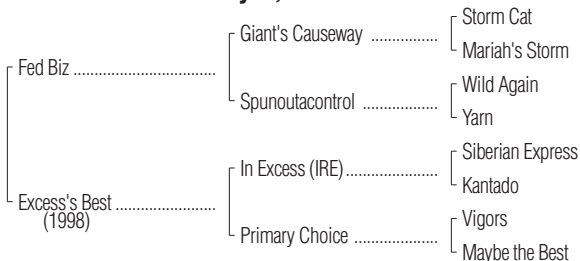 Storm Cat
Giant's Causeway ................
Mariah's Storm
Fed Biz .................................
Wild Again
Spunoutacontrol ..................
Yarn
Siberian Express
In Excess (IRE)......................
Kantado
Excess's Best .......................
(1998)
Vigors
Primary Choice ....................
Maybe the Best